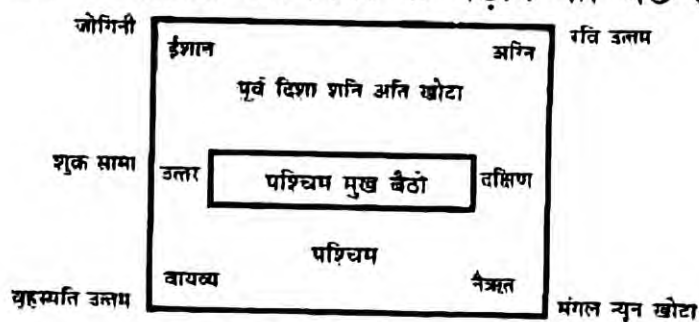 जोगिनी
रवि उत्तम
ईशान
अग्नि
पूर्व दिशा शनि अति खोटा
शुक्र सामा
उत्तर
पश्चिम मुख बैठो
दक्षिण
पश्चिम
वायव्य
नैऋत
वृहस्पति उत्तम
मंगल न्युन खोटा